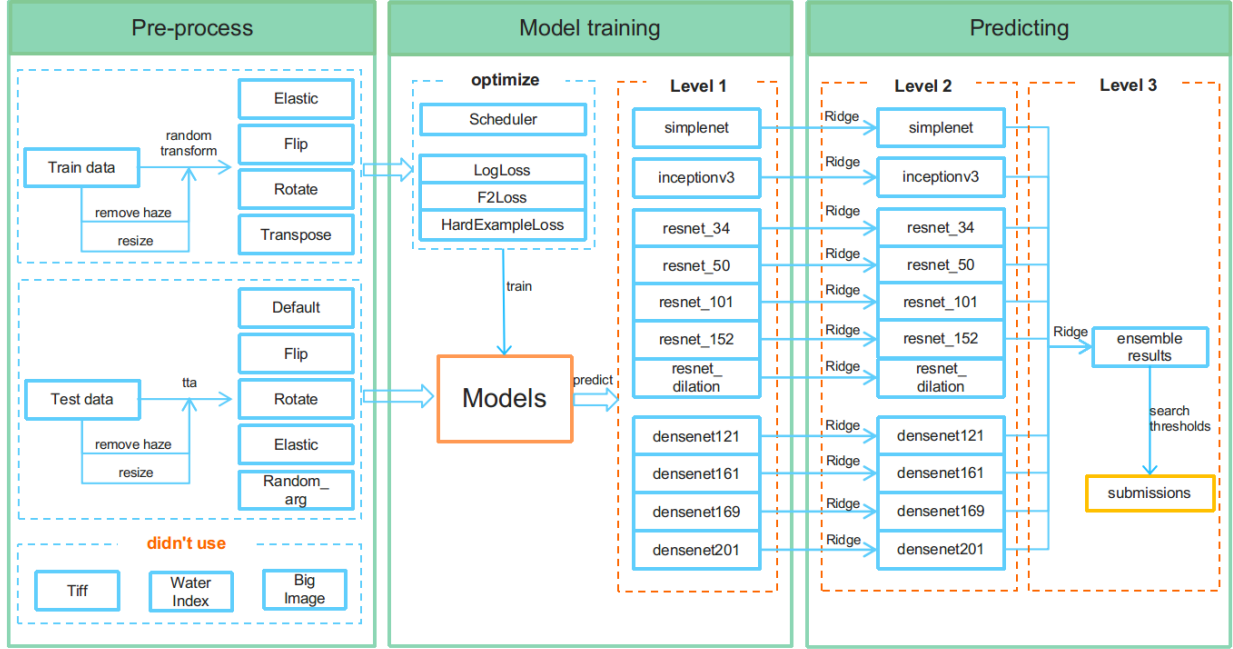 Pre-process
Train data
random
transform
remove haze
resize
Elastic
Flip
Rotate
Transpose
Test data
tta
remove haze
resize
Default
Flip
Rotate
Elastic
Random_
arg
didn't use
Tiff
Water
Index
Big
Image
Model training
optimize
Scheduler
LogLoss
F2Loss
HardExampleLoss
train
Models
predict
Level 1
simplenet
inceptionv3
resnet_34
resnet_50
resnet_101
resnet_152
resnet_
dilation
densenet121
densenet161
densenet169
densenet201
Predicting
Ridge
Ridge
Ridge
Ridge
Ridge
Ridge
Ridge
Ridge
Ridge
Ridge
Ridge
Level 2
simplenet
inceptionv3
resnet_34
resnet_50
resnet_101
resnet_152
resnet_
dilation
densenet121
densenet161
densenet169
densenet201
Level 3
Ridge
ensemble
results
search
thresholds
submissions